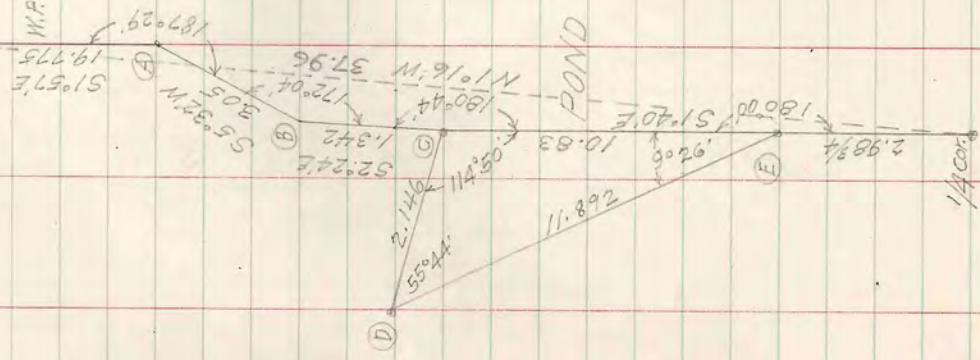 W.P.
S1°57'E
19.775
187°29'
A
S5°32'W
3.05
172°04'
37.96
N1°16'W
B
S2°24'E
1.342
180°44'
C
POND
2.146
114°50'
10.83
S1°40'E
180°00'
D
55°44'
11.892
9°26'
E
2.98¾
1/4 Cor.